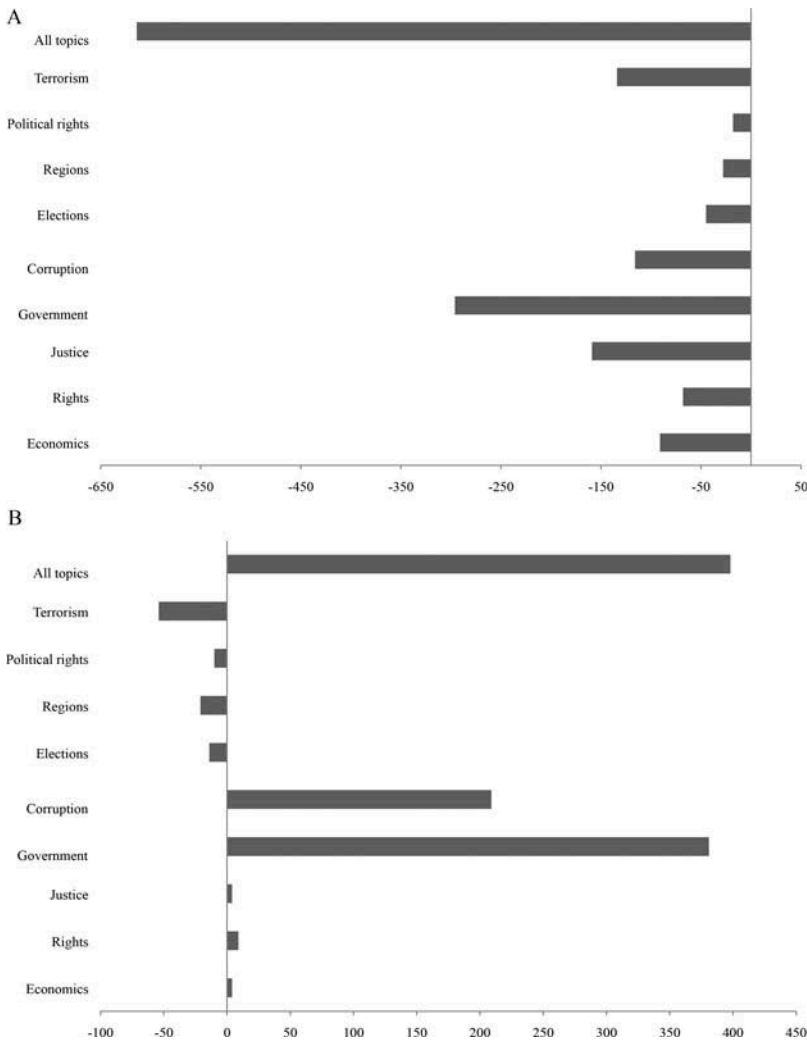 A
All topics
Terrorism
Political rights
Regions
Elections
Corruption
Government
Justice
Rights
Economics
-650 -550 -450 -350 -250 -150 -50 50
B
All topics
Terrorism
Political rights
Regions
Elections
Corruption
Government
Justice
Rights
Economics
-100 -50 0 50 100 150 200 250 300 350 400 450